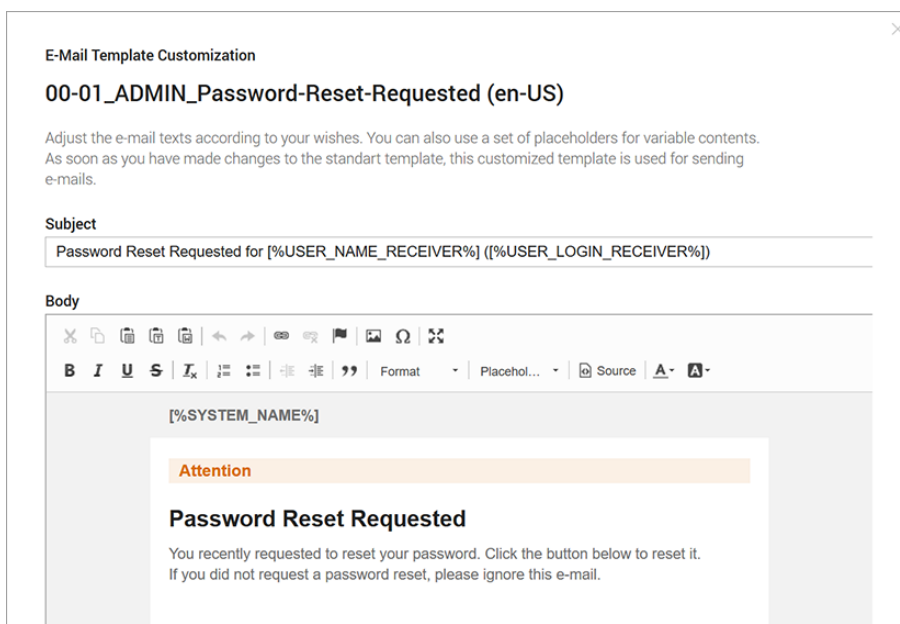 E-Mail Template Customization
00-01_ADMIN_Password-Reset-Requested (en-US)
Adjust the e-mail texts according to your wishes. You can also use a set of placeholders for variable contents.
As soon as you have made changes to the standart template, this customized template is used for sending
e-mails.
Subject
Password Reset Requested for [%USER_NAME_RECEIVER%] ([%USER_LOGIN_RECEIVER%])
Body
B I U S Ix Format Placehol... Source A A
[%SYSTEM_NAME%]
Attention
Password Reset Requested
You recently requested to reset your password. Click the button below to reset it.
If you did not request a password reset, please ignore this e-mail.